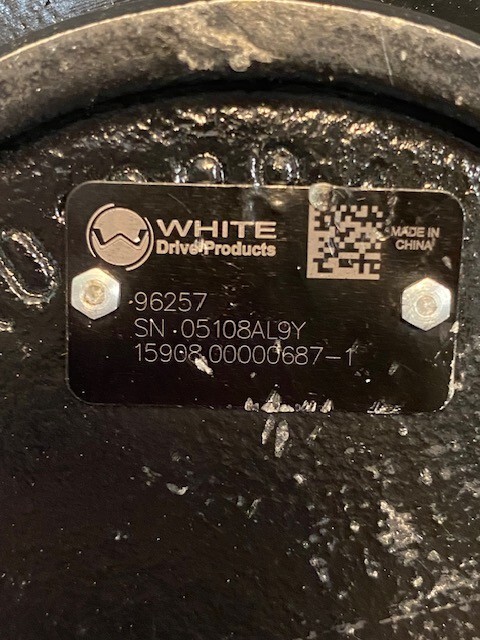 WHITE
Drive Products
MADE IN
CHINA
96257
SN 05108AL9Y
15908 00000687-1